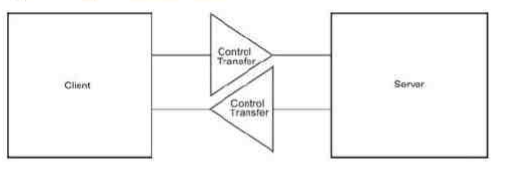 Control
Transfer
Client
Server
Control
Transfer